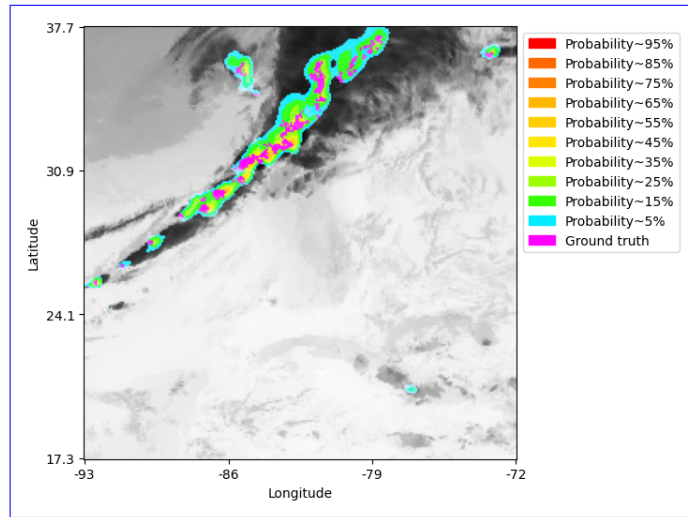 37.7
30.9
24.1
17.3
-93
-86
-79
-72
Latitude
Longitude
Probability~95%
Probability~85%
Probability~75%
Probability~65%
Probability~55%
Probability~45%
Probability~35%
Probability~25%
Probability~15%
Probability~5%
Ground truth